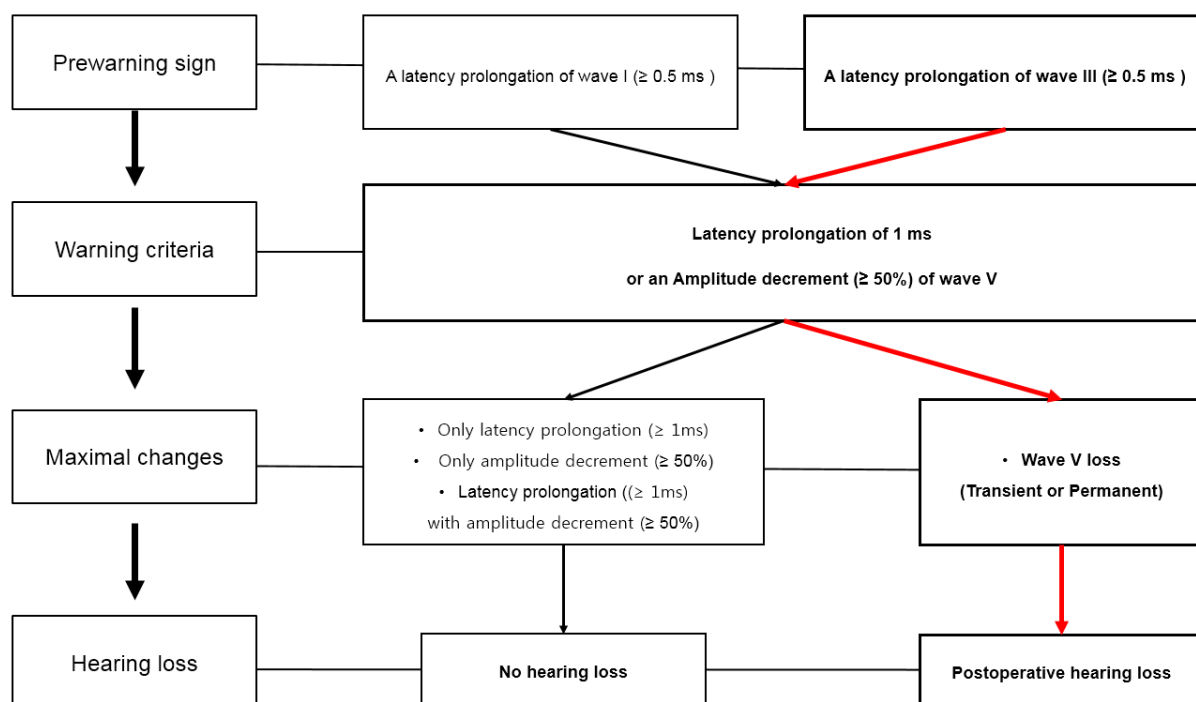 Prewarning sign
A latency prolongation of wave I (≥ 0.5 ms )
A latency prolongation of wave III (≥ 0.5 ms )
Warning criteria
Latency prolongation of 1 ms
or an Amplitude decrement (≥ 50%) of wave V
Maximal changes
• Only latency prolongation (≥ 1ms)
• Only amplitude decrement (≥ 50%)
• Latency prolongation ((≥ 1ms)
with amplitude decrement (≥ 50%)
• Wave V loss
(Transient or Permanent)
Hearing loss
No hearing loss
Postoperative hearing loss